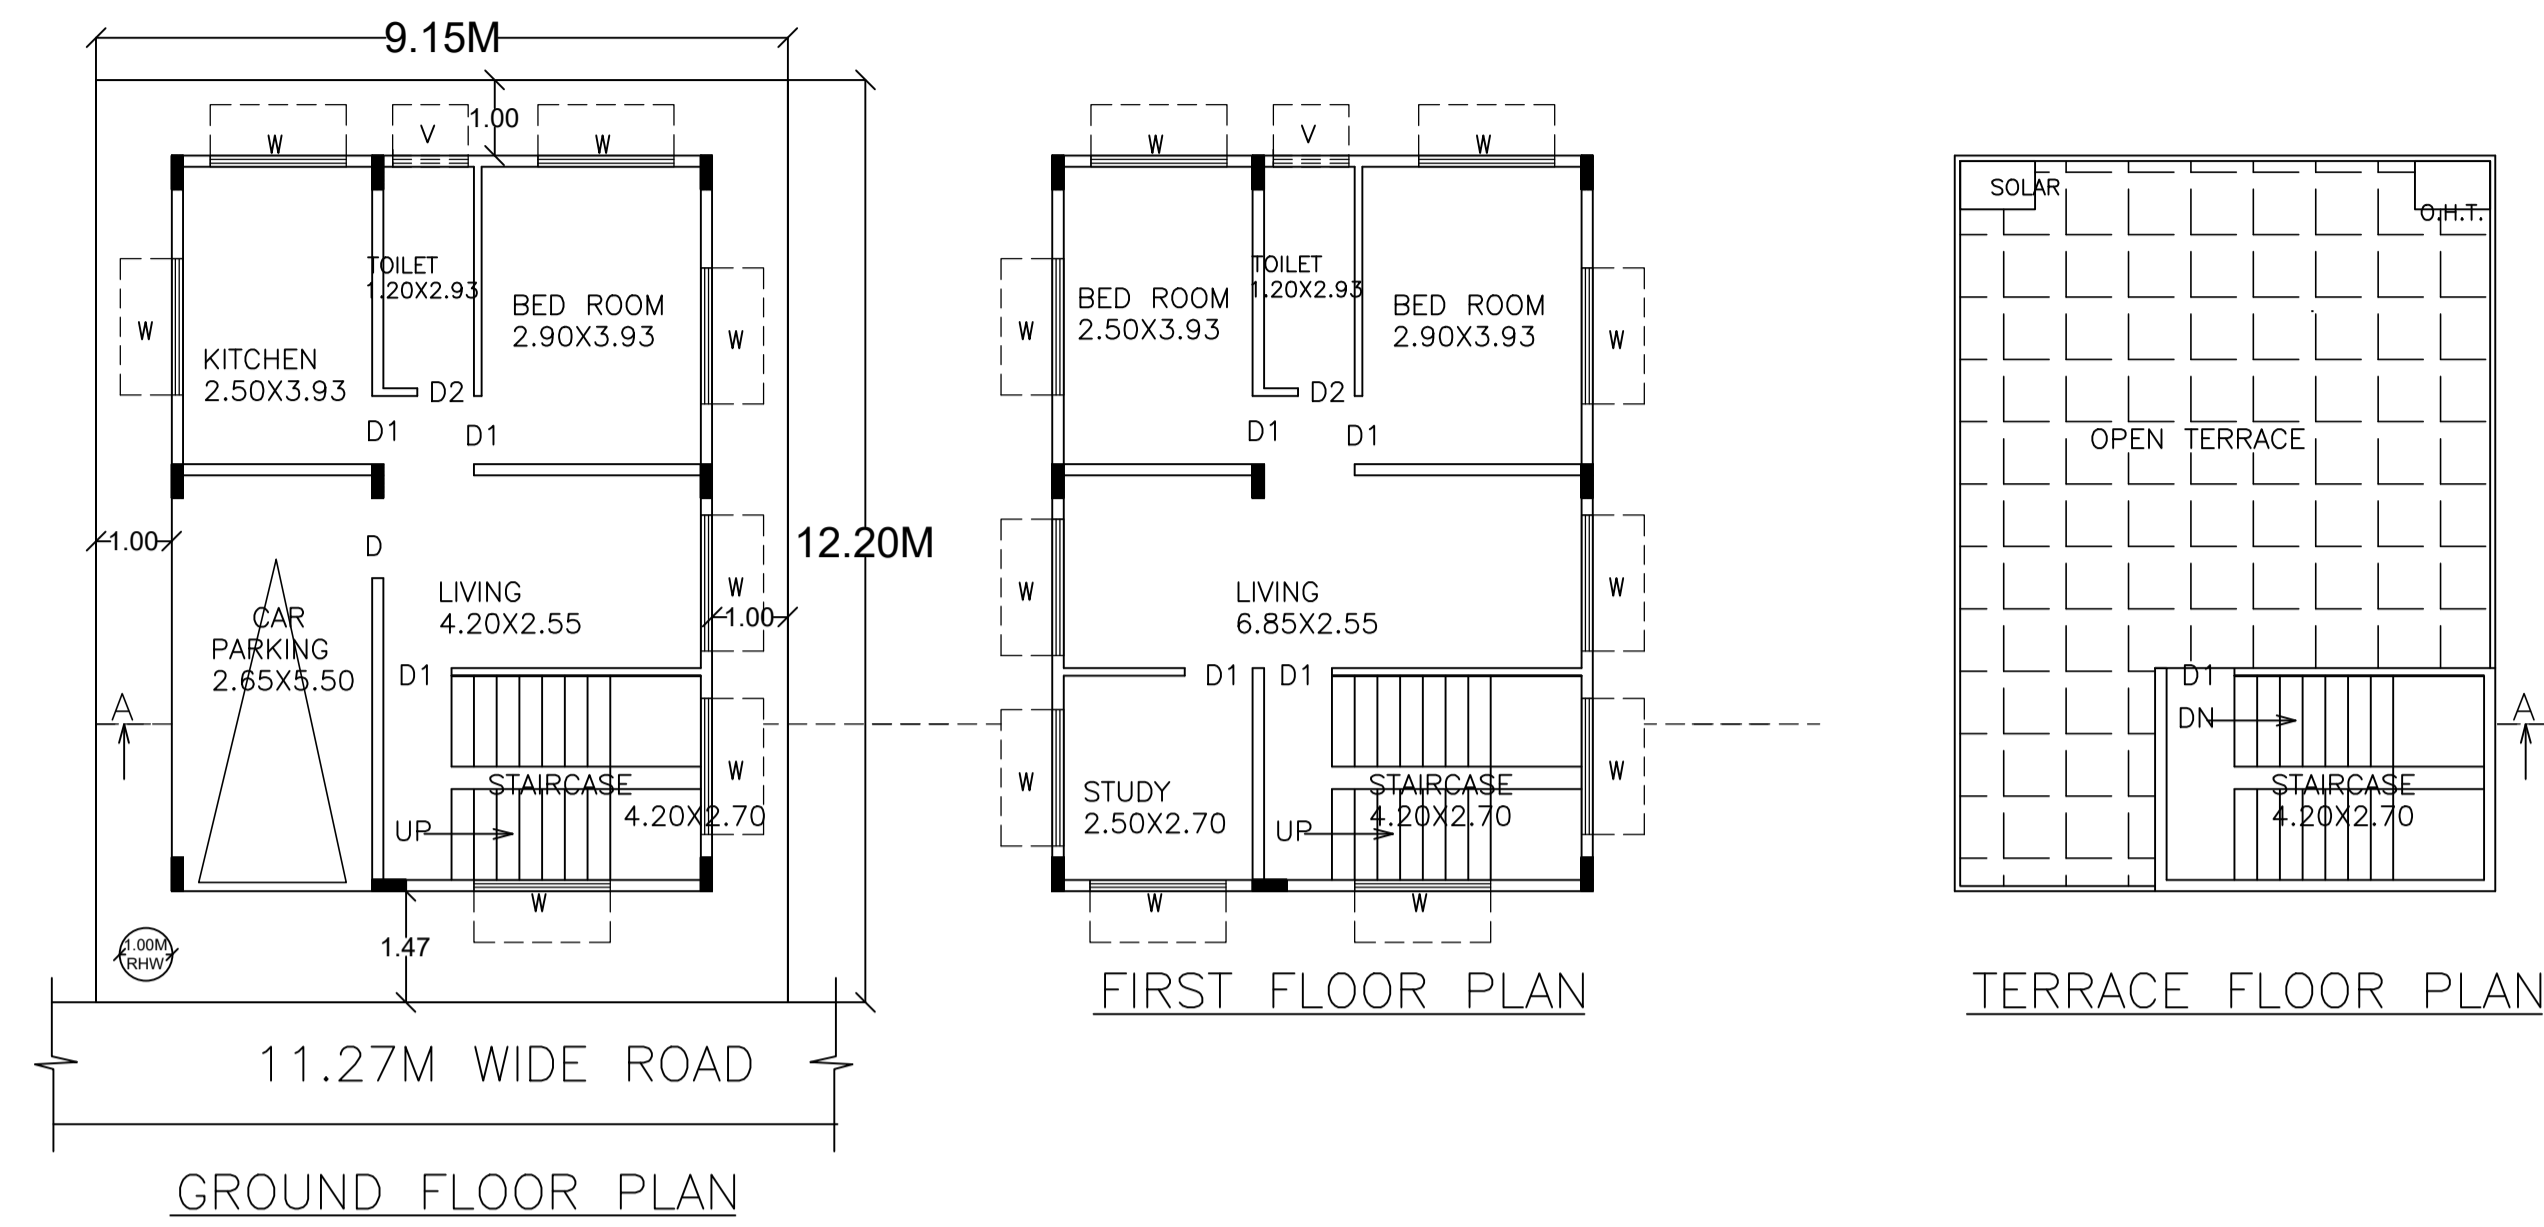 9.15M
1.00
W
V
W
TOILET
1.20X2.93
BED ROOM
2.90X3.93
W
W
KITCHEN
2.50X3.93
D2
D1
D1
1.00
D
12.20M
LIVING
4.20X2.55
W
1.00
CAR
PARKING
2.65X5.50
D1
A
STAIRCASE
4.20X2.70
W
UP
W
1.47
1.00M
RHW
11.27M WIDE ROAD
GROUND FLOOR PLAN
W
V
W
BED ROOM
2.50X3.93
TOILET
1.20X2.93
BED ROOM
2.90X3.93
W
W
D2
D1
D1
W
LIVING
6.85X2.55
W
D1
D1
W
STUDY
2.50X2.70
STAIRCASE
4.20X2.70
W
UP
W
W
FIRST FLOOR PLAN
SOLAR
O.H.T.
OPEN TERRACE
D1
DN
A
STAIRCASE
4.20X2.70
TERRACE FLOOR PLAN